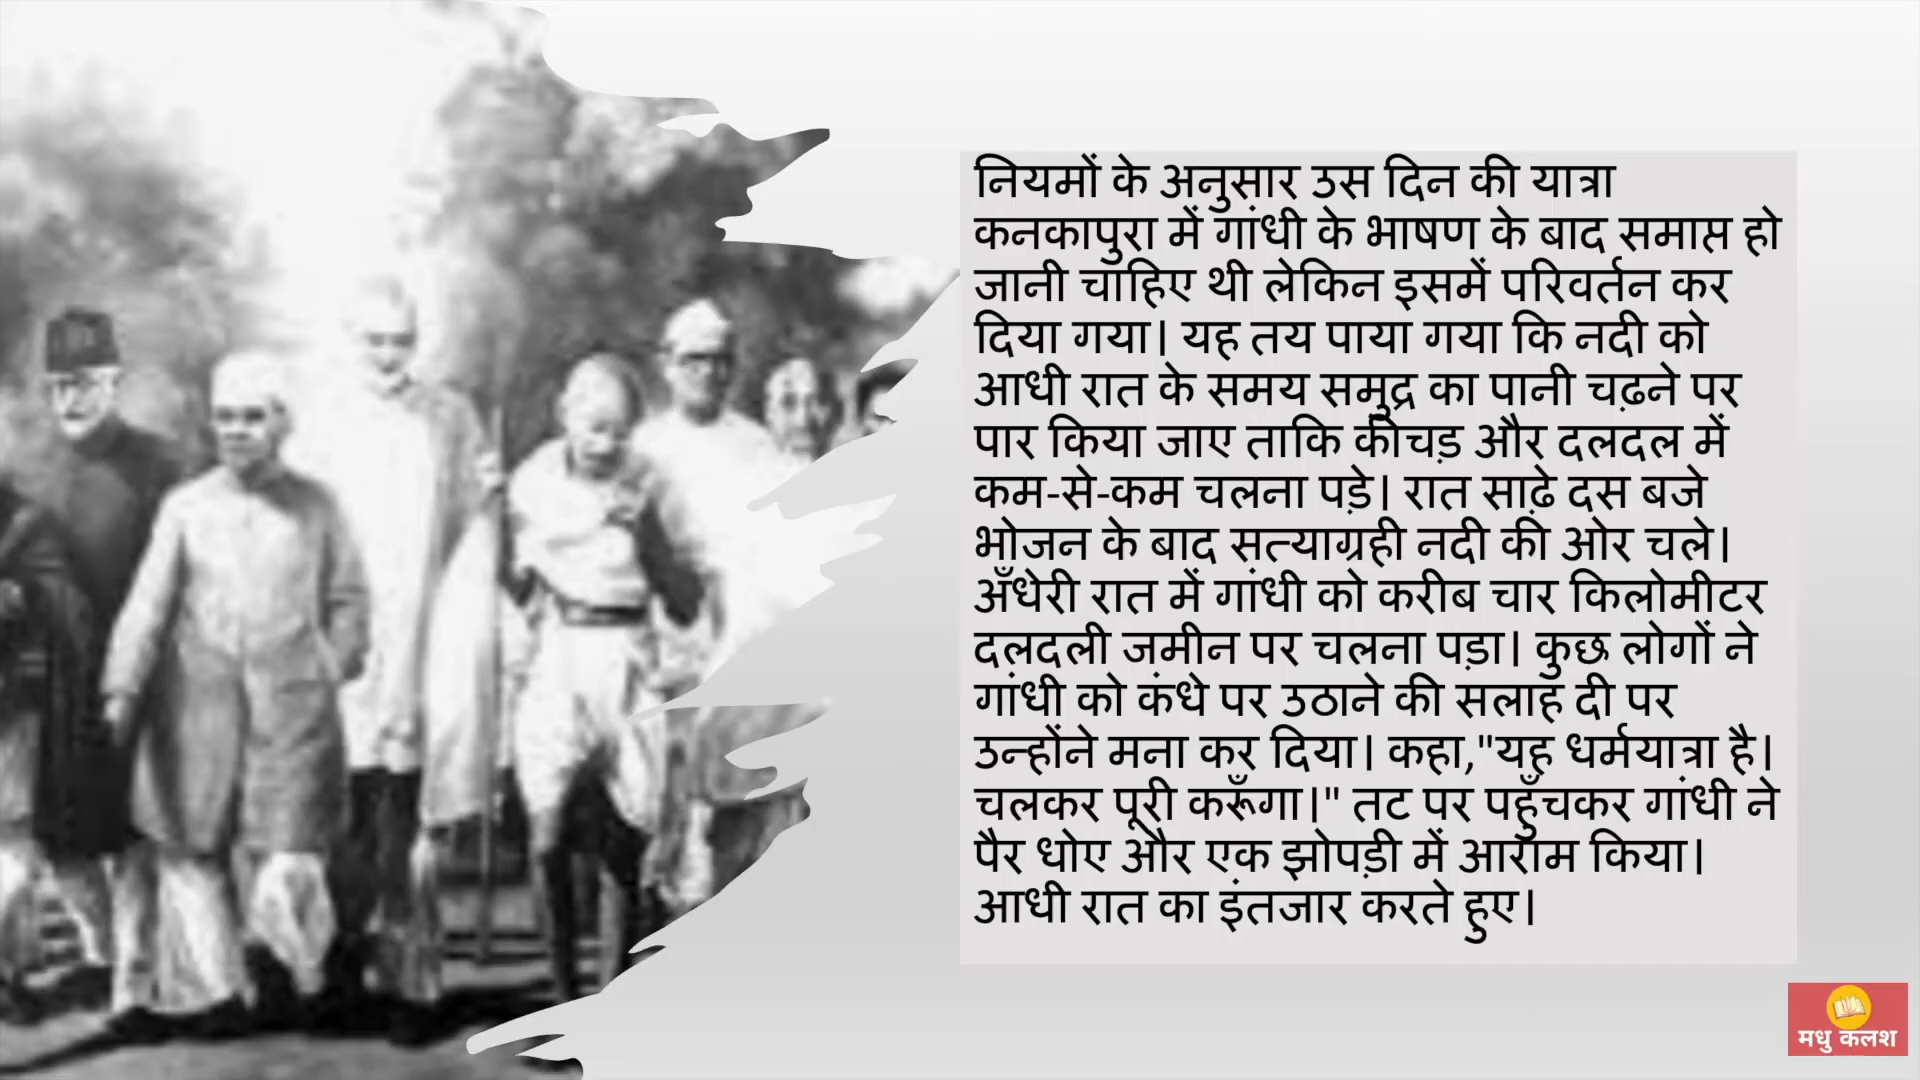 नियमों के अनुसार उस दिन की यात्रा
कनकापुरा में गांधी के भाषण के बाद समाप्त हो
जानी चाहिए थी लेकिन इसमें परिवर्तन कर
दिया गया। यह तय पाया गया कि नदी को
आधी रात के समय समुद्र का पानी चढ़ने पर
पार किया जाए ताकि कीचड़ और दलदल में
कम-से-कम चलना पड़े। रात साढ़े दस बजे
भोजन के बाद सत्याग्रही नदी की ओर चले।
अँधेरी रात में गांधी को करीब चार किलोमीटर
दलदली जमीन पर चलना पड़ा। कुछ लोगों ने
गांधी को कंधे पर उठाने की सलाह दी पर
उन्होंने मना कर दिया। कहा,"यह धर्मयात्रा है।
चलकर पूरी करूँगा।" तट पर पहुँचकर गांधी ने
पैर धोए और एक झोपड़ी में आराम किया।
आधी रात का इंतजार करते हुए।
मधु कलश